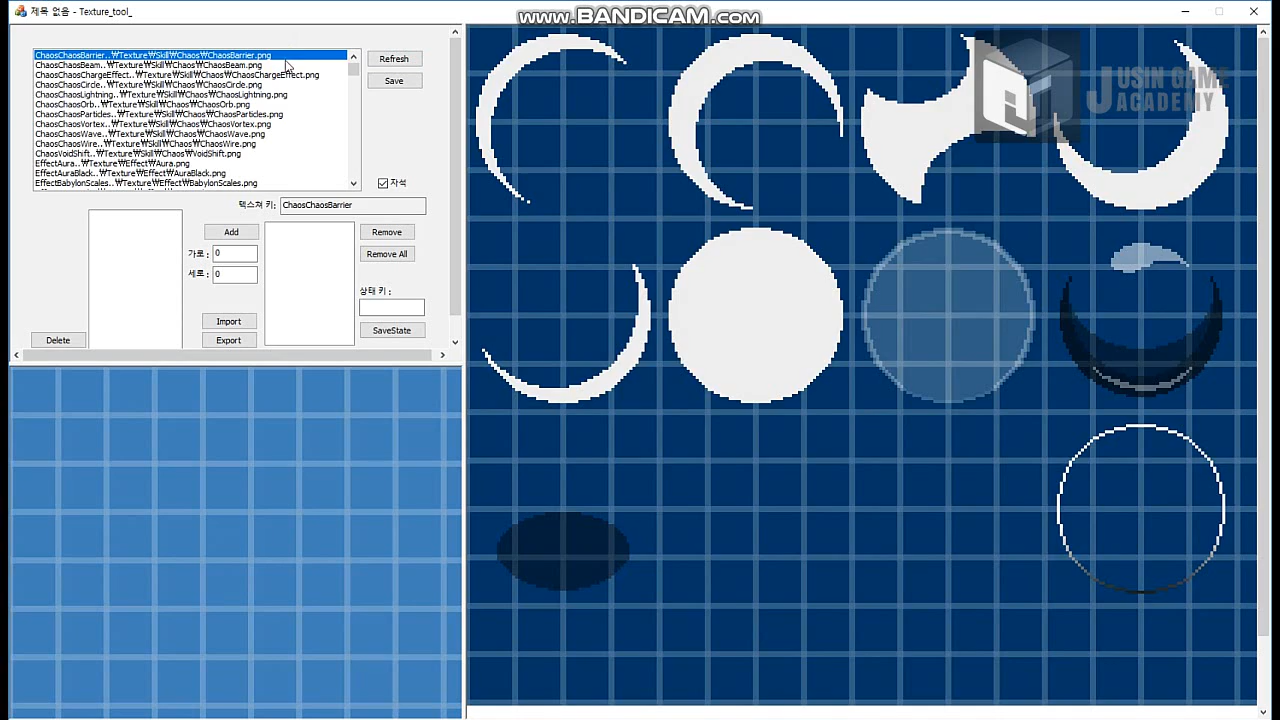 제목 없음 - Texture_tool_
www.BANDICAM.com
ChaosChaosBarrier..₩Texture₩Skill₩Chaos₩ChaosBarrier.png
ChaosChaosBeam..₩Texture₩Skill₩Chaos₩ChaosBeam.png
ChaosChaosChargeEffect..₩Texture₩Skill₩Chaos₩ChaosChargeEffect.png
ChaosChaosCircle..₩Texture₩Skill₩Chaos₩ChaosCircle.png
ChaosChaosLightning..₩Texture₩Skill₩Chaos₩ChaosLightning.png
ChaosChaosOrb..₩Texture₩Skill₩Chaos₩ChaosOrb.png
ChaosChaosParticles..₩Texture₩Skill₩Chaos₩ChaosParticles.png
ChaosChaosVortex..₩Texture₩Skill₩Chaos₩ChaosVortex.png
ChaosChaosWave..₩Texture₩Skill₩Chaos₩ChaosWave.png
ChaosChaosWire..₩Texture₩Skill₩Chaos₩ChaosWire.png
ChaosVoidShift..₩Texture₩Skill₩Chaos₩VoidShift.png
EffectAura..₩Texture₩Effect₩Aura.png
EffectAuraBlack..₩Texture₩Effect₩AuraBlack.png
EffectBabylonScales..₩Texture₩Effect₩BabylonScales.png
Refresh
Save
자석
텍스쳐 키:
ChaosChaosBarrier
Add
Remove
가로 :
0
Remove All
세로 :
0
상태 키 :
Import
SaveState
Delete
Export
JUSIN GAME
ACADEMY